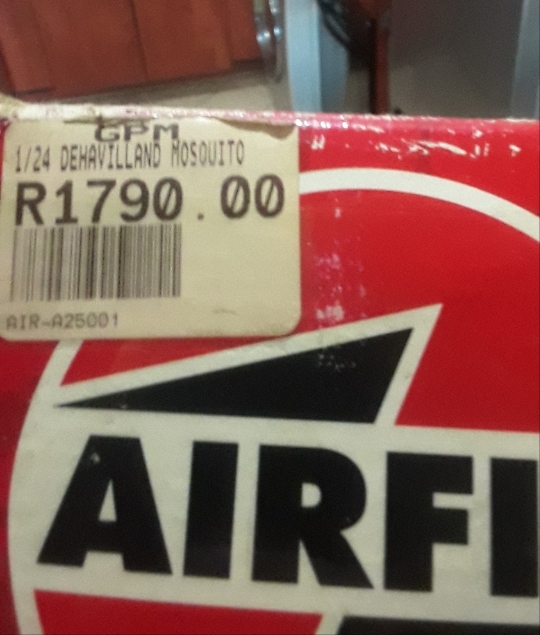 GPM
1/24 DEHAVILLAND MOSQUITO
R1790.00
AIR-A25001
AIRFI